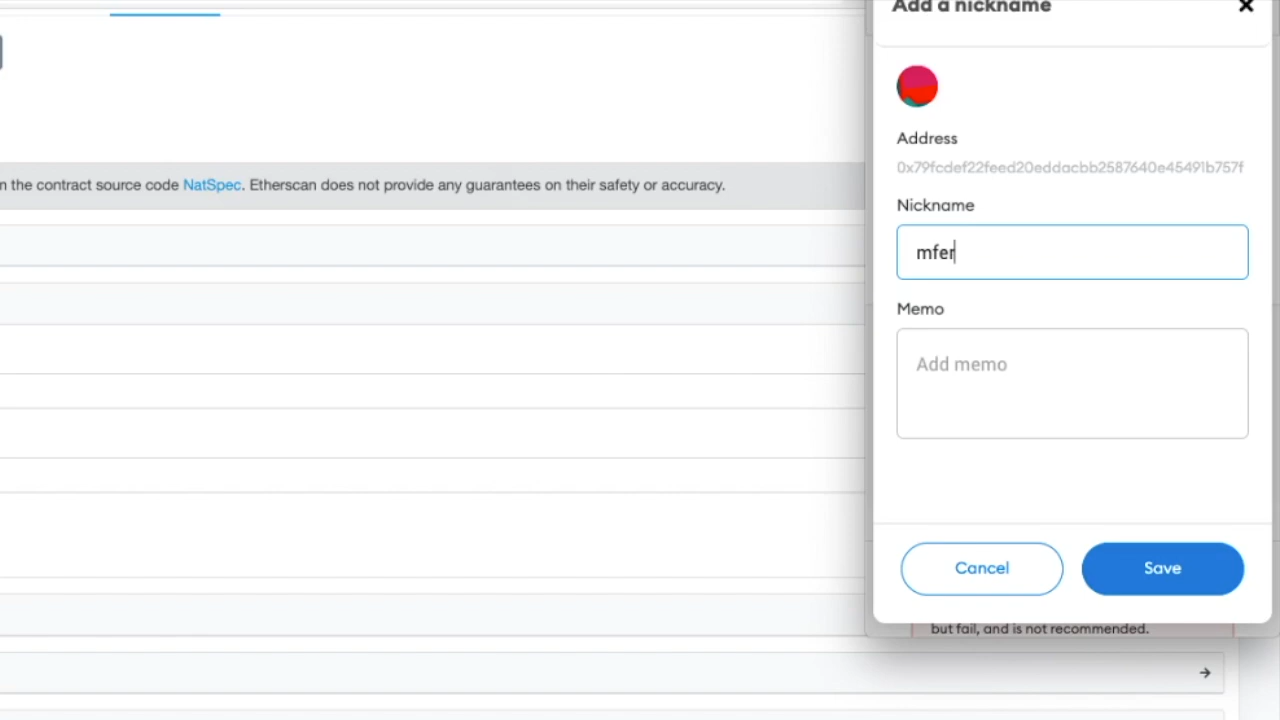 Add a nickname
Address
0x79fcdef22feed20eddacbb2587640e45491b757f
n the contract source code NatSpec. Etherscan does not provide any guarantees on their safety or accuracy.
Nickname
mfer
Memo
Add memo
Cancel
Save
but fail, and is not recommended.